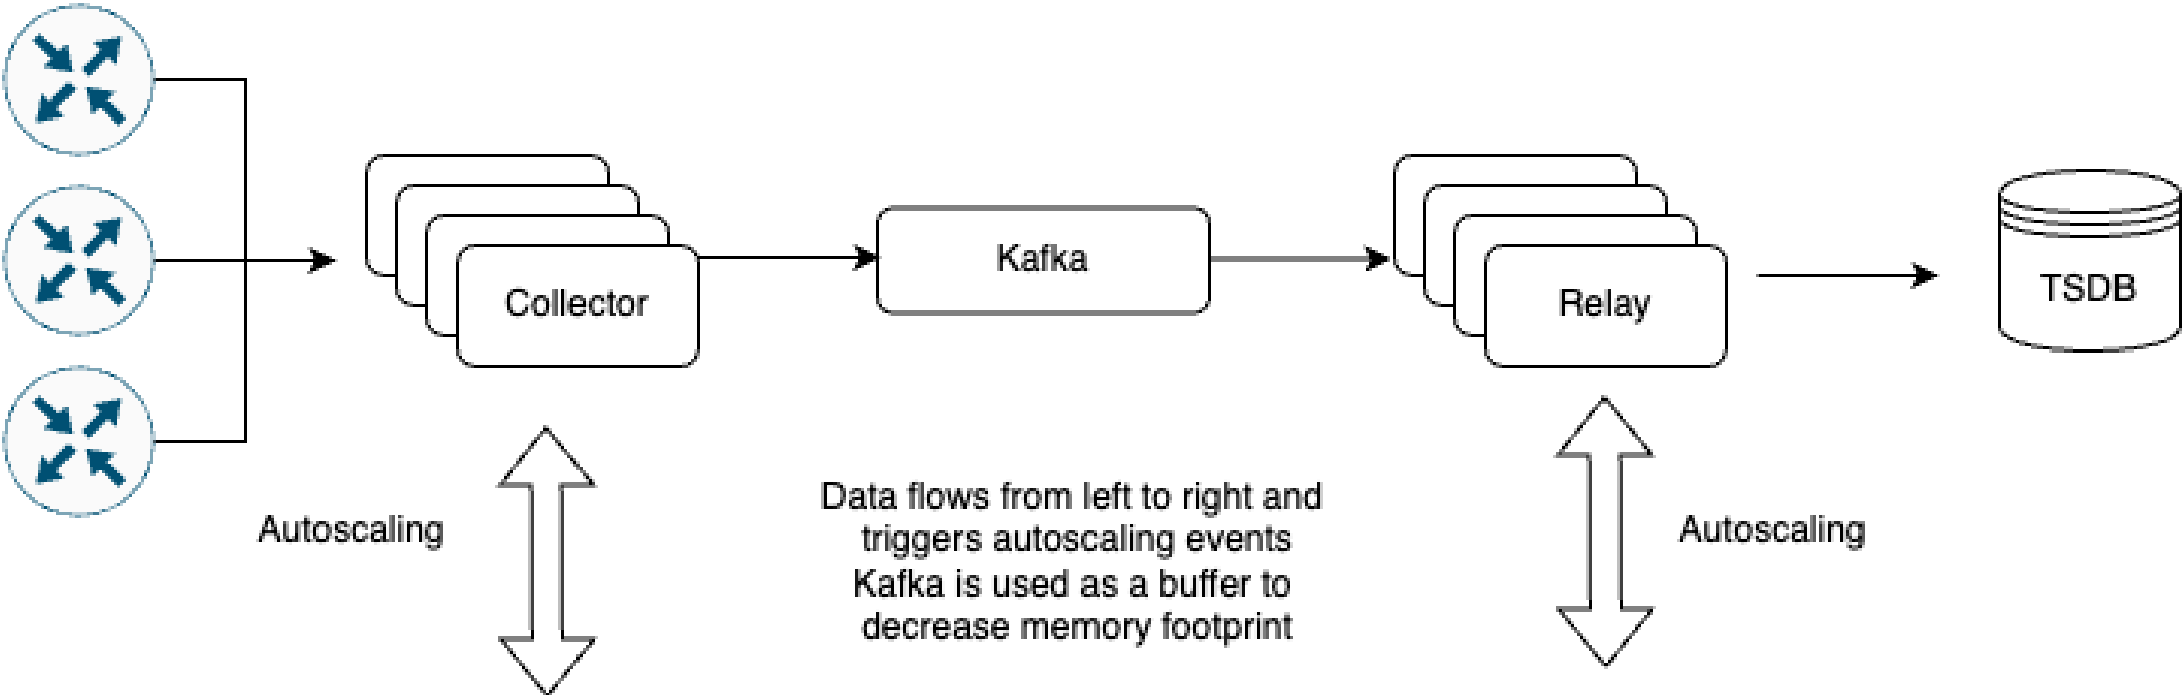 Collector
Kafka
Relay
TSDB
Autoscaling
Data flows from left to right and
triggers autoscaling events
Kafka is used as a buffer to
decrease memory footprint
Autoscaling